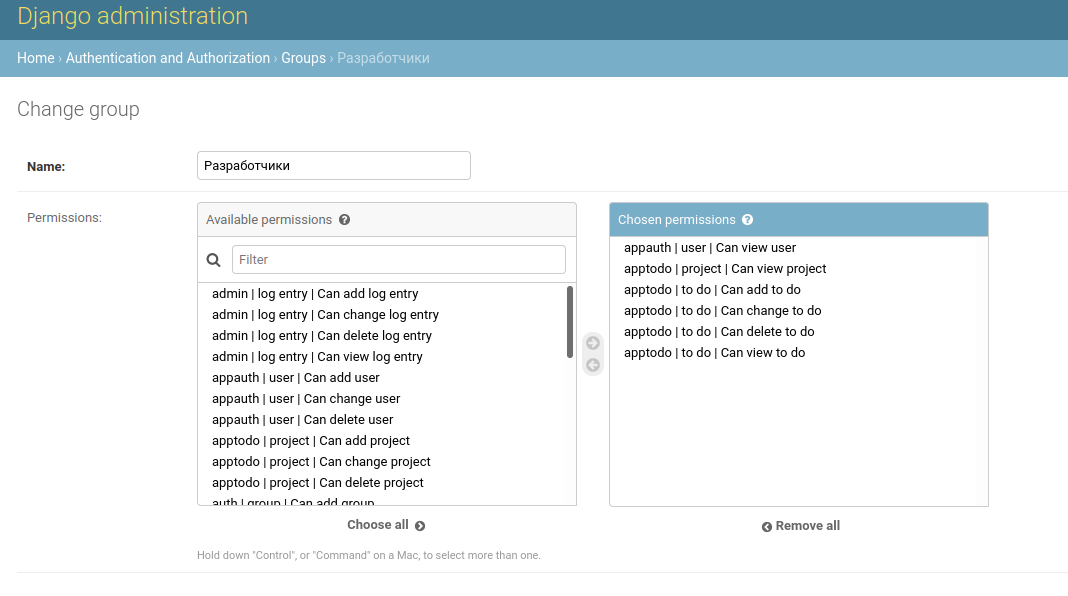 Django administration
Home › Authentication and Authorization › Groups › Разработчики
Change group
Name:
Разработчики
Permissions:
Available permissions ?
Filter
admin | log entry | Can add log entry
admin | log entry | Can change log entry
admin | log entry | Can delete log entry
admin | log entry | Can view log entry
appauth | user | Can add user
appauth | user | Can change user
appauth | user | Can delete user
apptodo | project | Can add project
apptodo | project | Can change project
apptodo | project | Can delete project
auth | group | Can add group
Choose all
Chosen permissions ?
appauth | user | Can view user
apptodo | project | Can view project
apptodo | to do | Can add to do
apptodo | to do | Can change to do
apptodo | to do | Can delete to do
apptodo | to do | Can view to do
Remove all
Hold down "Control", or "Command" on a Mac, to select more than one.